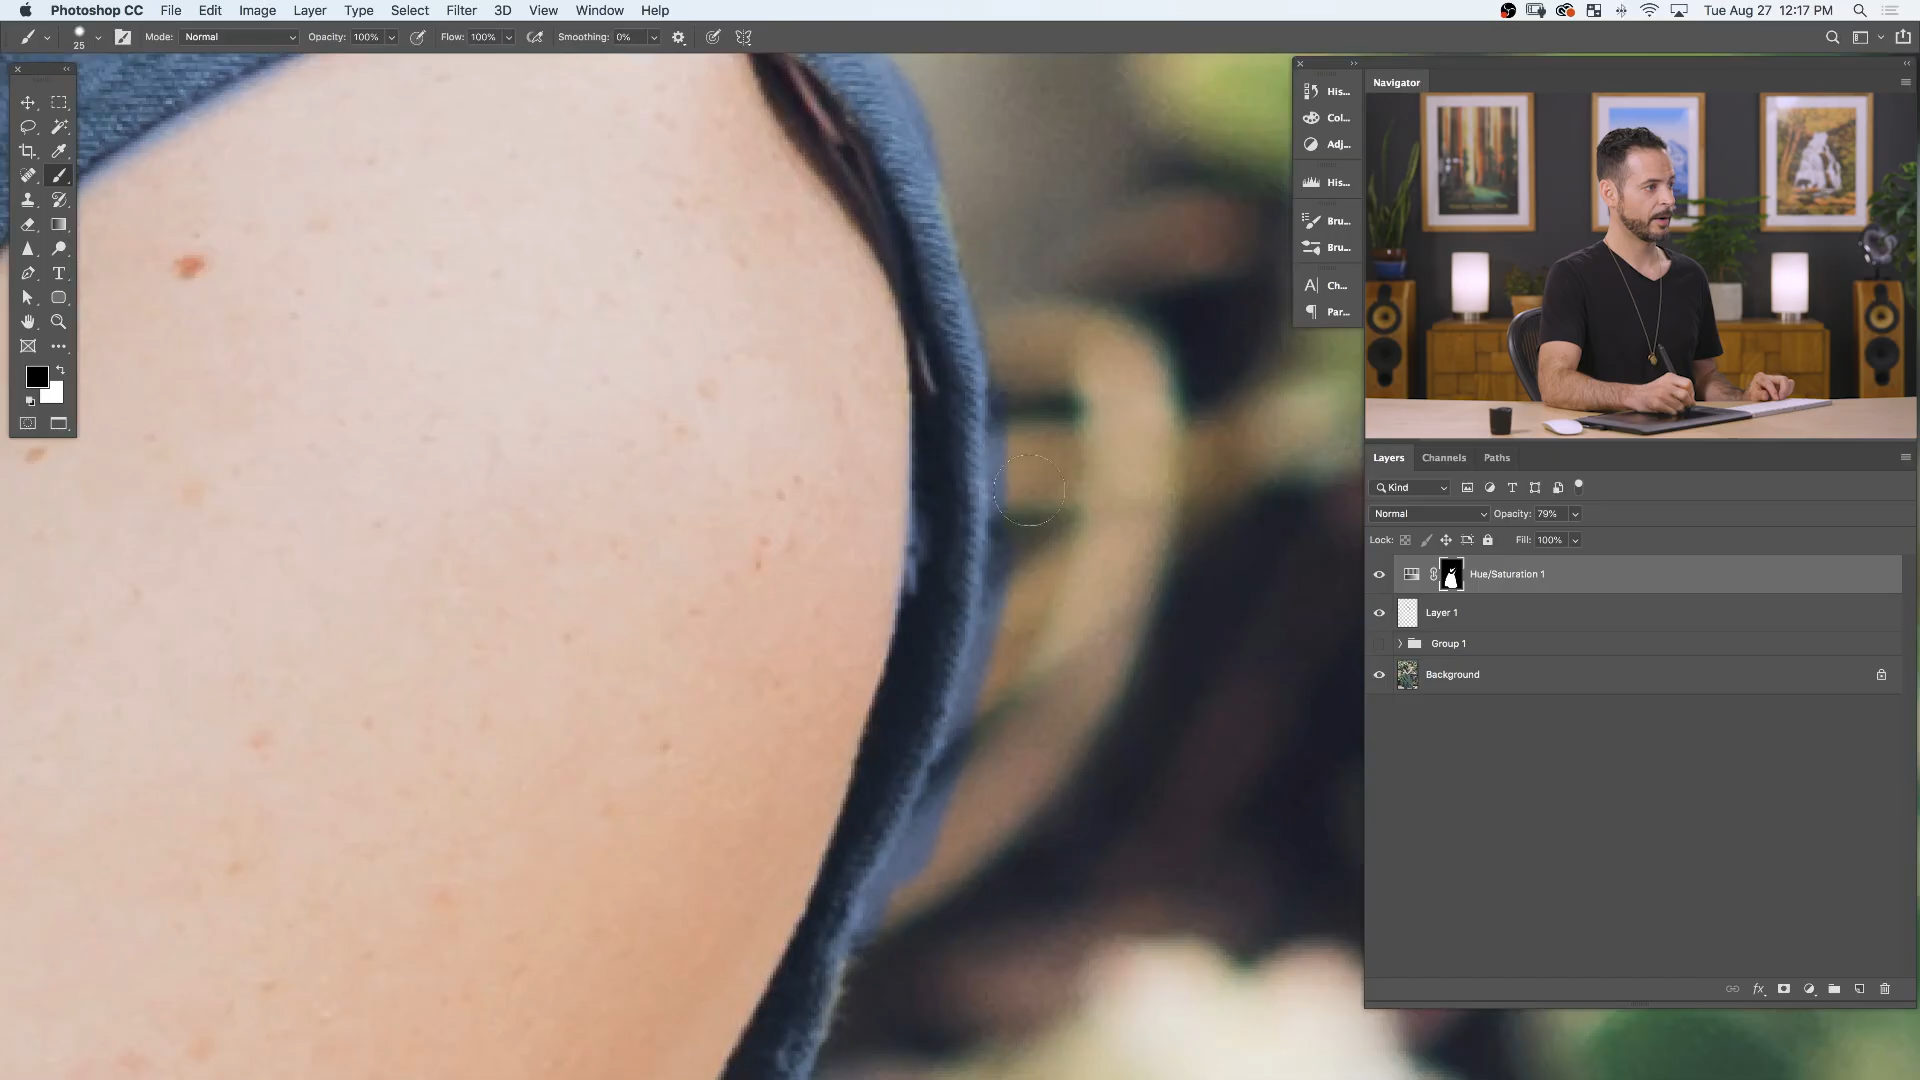 Photoshop CC File Edit Image Layer Type Select Filter 3D View Window Help Tue Aug 27 12:17 PM
25 Mode: Normal Opacity: 100% Flow: 100% Smoothing: 0%
Navigator
His...
Col...
Adj...
His...
Bru...
Bru...
Ch...
Par...
Layers Channels Paths
Kind
Normal Opacity: 79%
Lock: Fill: 100%
Hue/Saturation 1
Layer 1
Group 1
Background